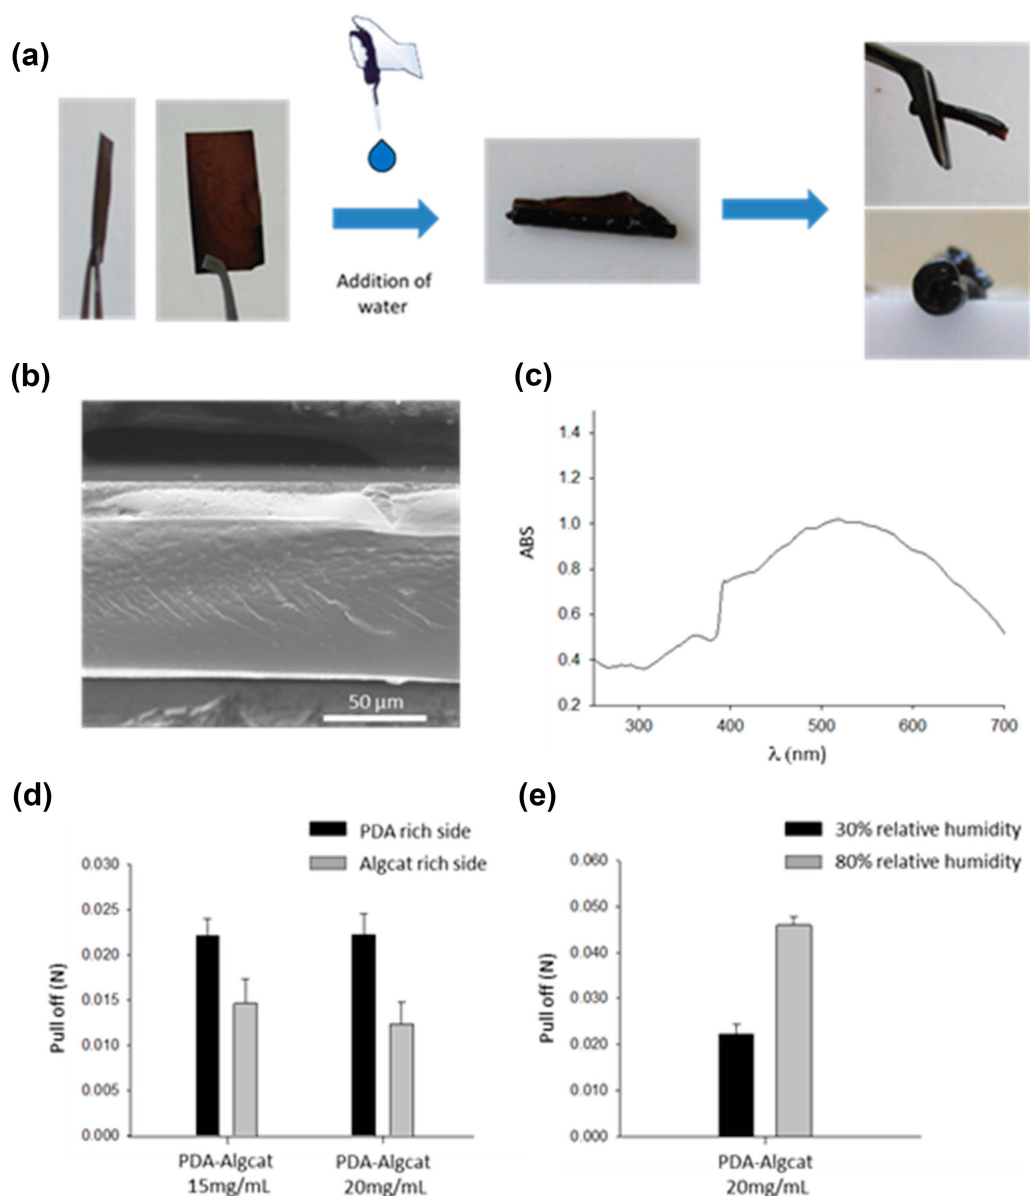 (a)
Addition of
water
(b)
50 µm
(c)
ABS
1.4
1.2
1.0
0.8
0.6
0.4
0.2
300
400
500
600
700
λ (nm)
(d)
PDA rich side
Algcat rich side
Pull off (N)
0.030
0.025
0.020
0.015
0.010
0.005
0.000
PDA-Algcat
15mg/mL
PDA-Algcat
20mg/mL
(e)
30% relative humidity
80% relative humidity
Pull off (N)
0.060
0.050
0.040
0.030
0.020
0.010
0.000
PDA-Algcat
20mg/mL